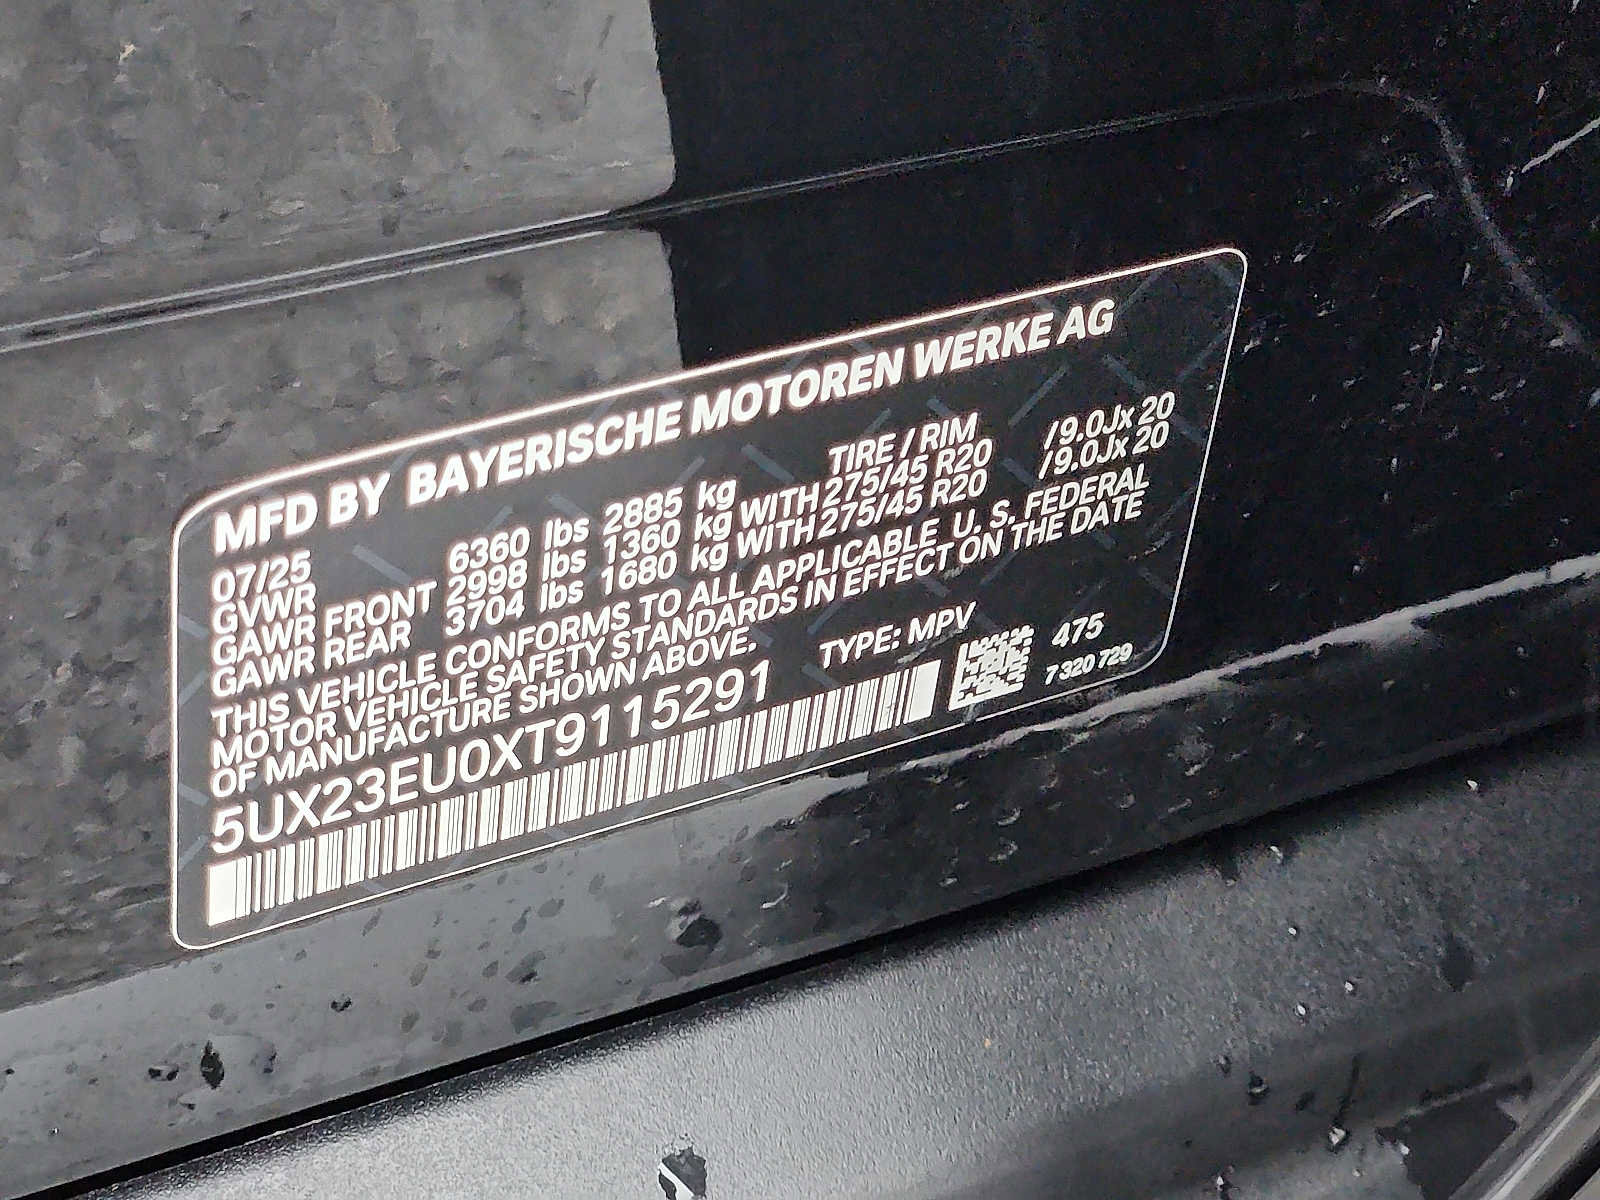 MFD BY BAYERISCHE MOTOREN WERKE AG
07/25 TIRE / RIM
GVWR 6360 lbs 2885 kg
GAWR FRONT 2998 lbs 1360 kg WITH 275/45 R20 / 9.0Jx 20
GAWR REAR 3704 lbs 1680 kg WITH 275/45 R20 / 9.0Jx 20
THIS VEHICLE CONFORMS TO ALL APPLICABLE U. S. FEDERAL
MOTOR VEHICLE SAFETY STANDARDS IN EFFECT ON THE DATE
OF MANUFACTURE SHOWN ABOVE.
5UX23EU0XT9115291 TYPE: MPV
475
7 320 729